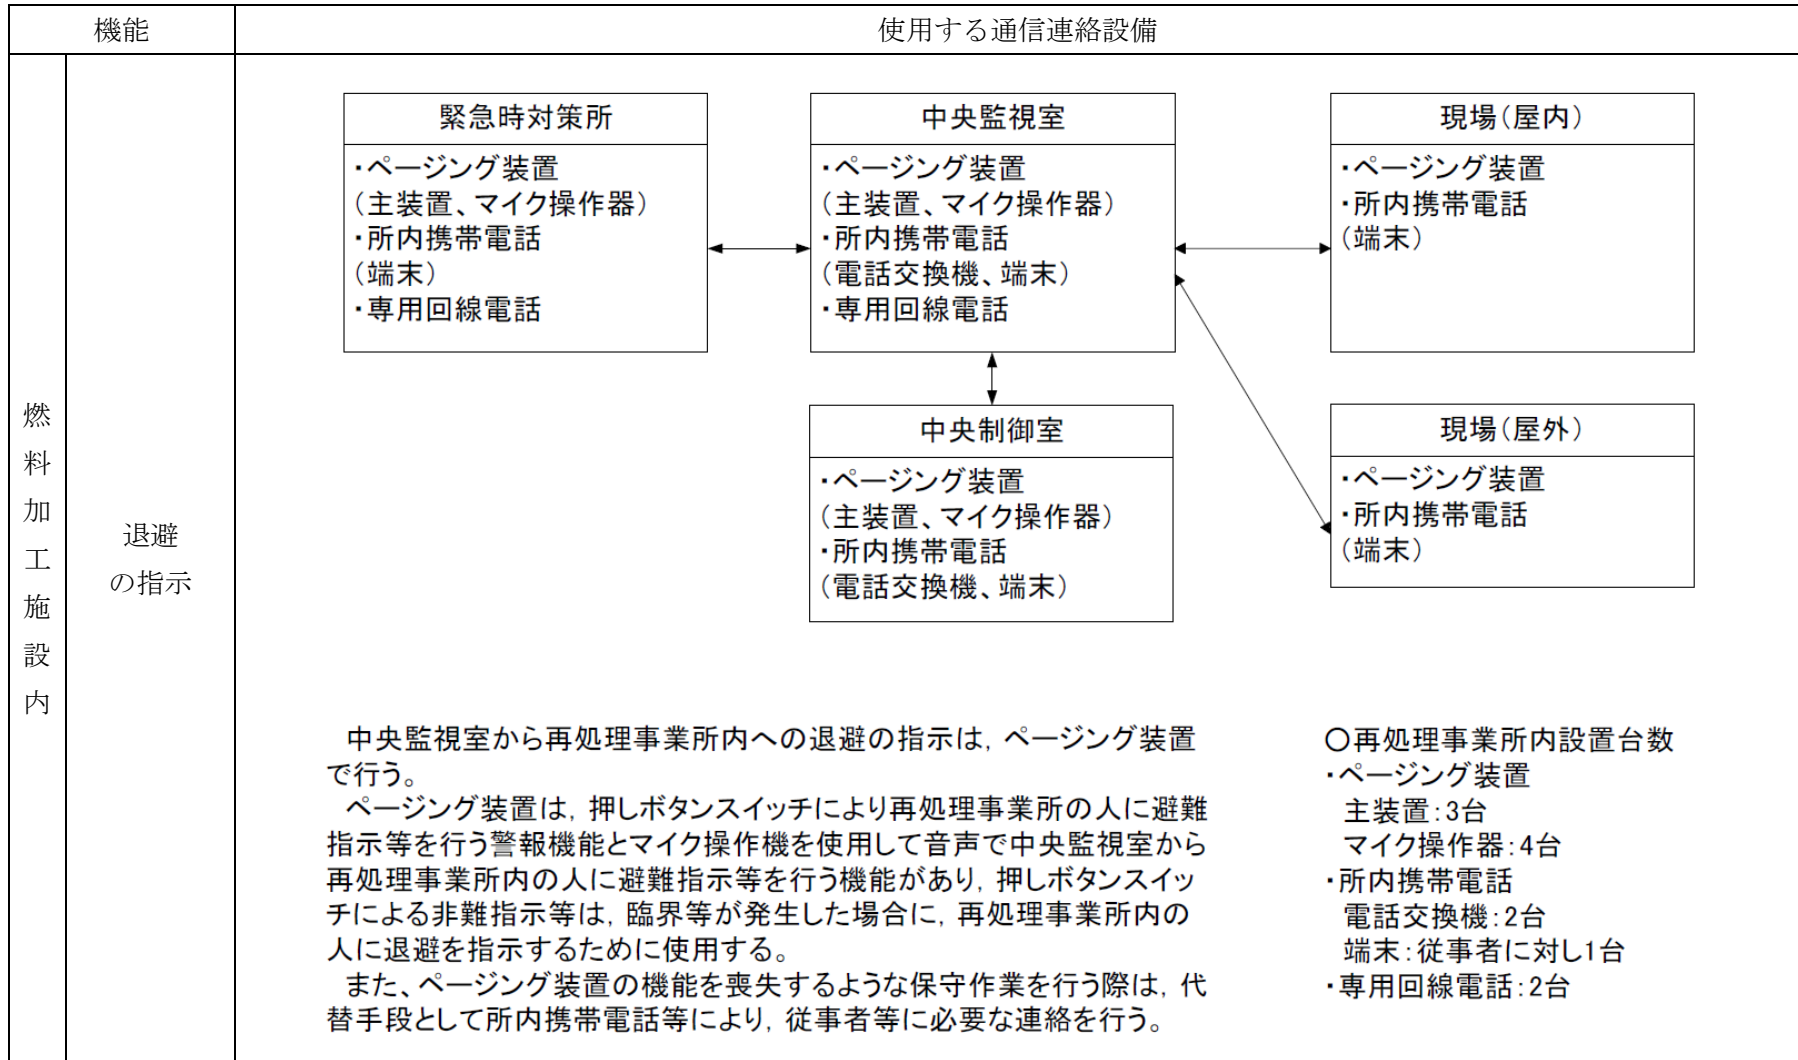 機能
使用する通信連絡設備
燃料加工施設内
退避
の指示
緊急時対策所
・ページング装置
（主装置、マイク操作器）
・所内携帯電話
（端末）
・専用回線電話
中央監視室
・ページング装置
（主装置、マイク操作器）
・所内携帯電話
（電話交換機、端末）
・専用回線電話
現場（屋内）
・ページング装置
・所内携帯電話
（端末）
中央制御室
・ページング装置
（主装置、マイク操作器）
・所内携帯電話
（電話交換機、端末）
現場（屋外）
・ページング装置
・所内携帯電話
（端末）
中央監視室から再処理事業所内への退避の指示は, ページング装置
で行う。
ページング装置は, 押しボタンスイッチにより再処理事業所の人に避難
指示等を行う警報機能とマイク操作機を使用して音声で中央監視室から
再処理事業所内の人に避難指示等を行う機能があり, 押しボタンスイッ
チによる非難指示等は, 臨界等が発生した場合に, 再処理事業所内の
人に退避を指示するために使用する。
また、ページング装置の機能を喪失するような保守作業を行う際は, 代
替手段として所内携帯電話等により, 従事者等に必要な連絡を行う。
〇再処理事業所内設置台数
・ページング装置
主装置:3台
マイク操作器:4台
・所内携帯電話
電話交換機:2台
端末:従事者に対し1台
・専用回線電話:2台